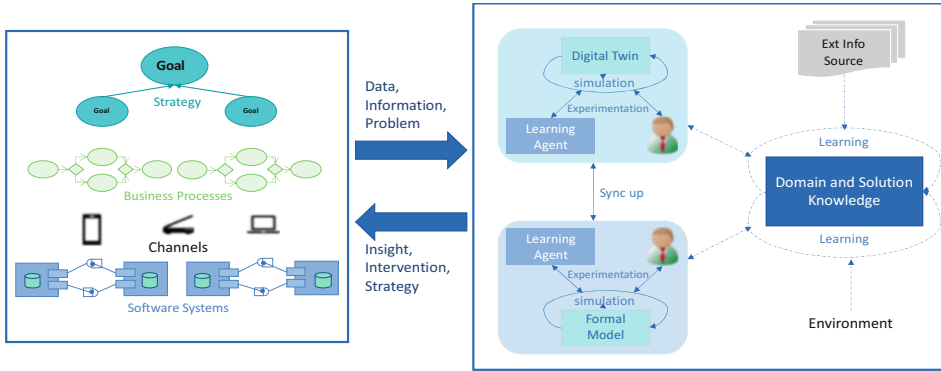 Goal
Strategy
Goal
Goal
Business Processes
Channels
Software Systems
Data,
Information,
Problem
Insight,
Intervention,
Strategy
Digital Twin
simulation
Experimentation
Learning
Agent
Sync up
Learning
Agent
Experimentation
simulation
Formal
Model
Ext Info
Source
Learning
Domain and Solution
Knowledge
Learning
Environment